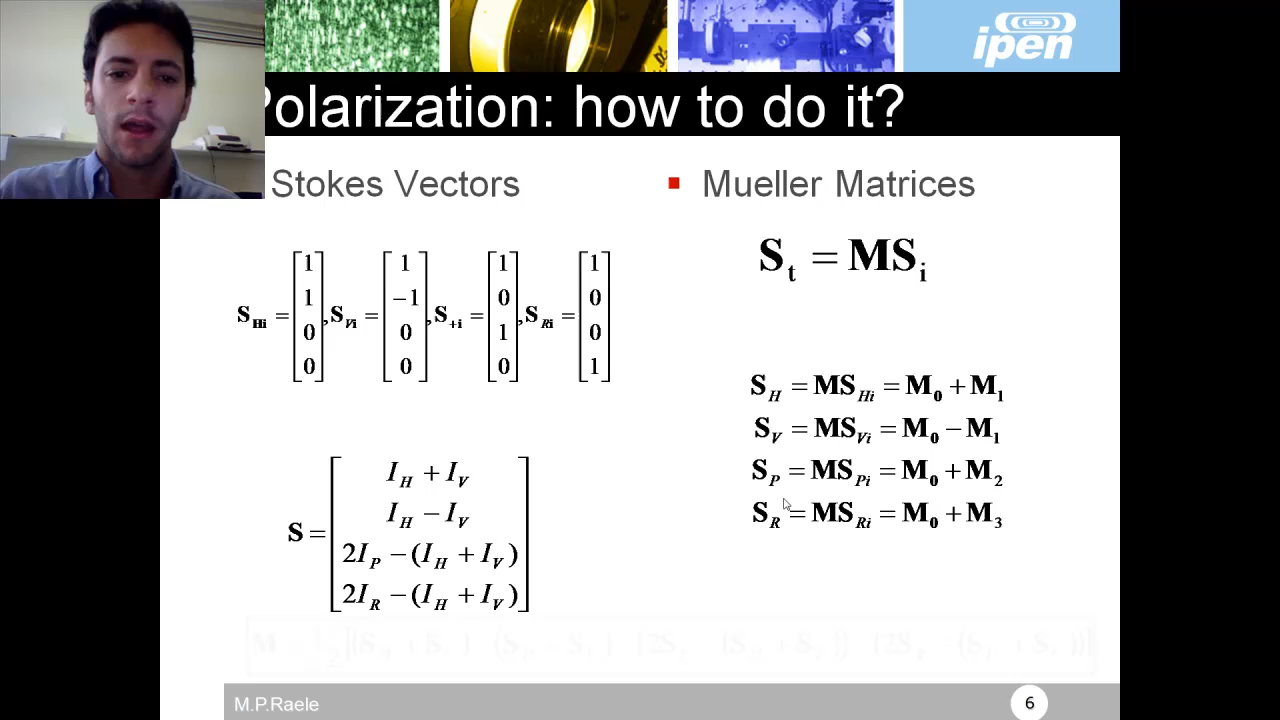 ipen
Polarization: how to do it?
Stokes Vectors
Mueller Matrices
S_t = MS_i
S_Hi = [1 1 0 0], S_Vi = [1 −1 0 0], S_+i = [1 0 1 0], S_Ri = [1 0 0 1]
S_H = MS_Hi = M_0 + M_1
S_V = MS_Vi = M_0 − M_1
S_P = MS_Pi = M_0 + M_2
S_R = MS_Ri = M_0 + M_3
S = [
I_H + I_V
I_H − I_V
2I_P − (I_H + I_V)
2I_R − (I_H + I_V)
]
M.P.Raele
6